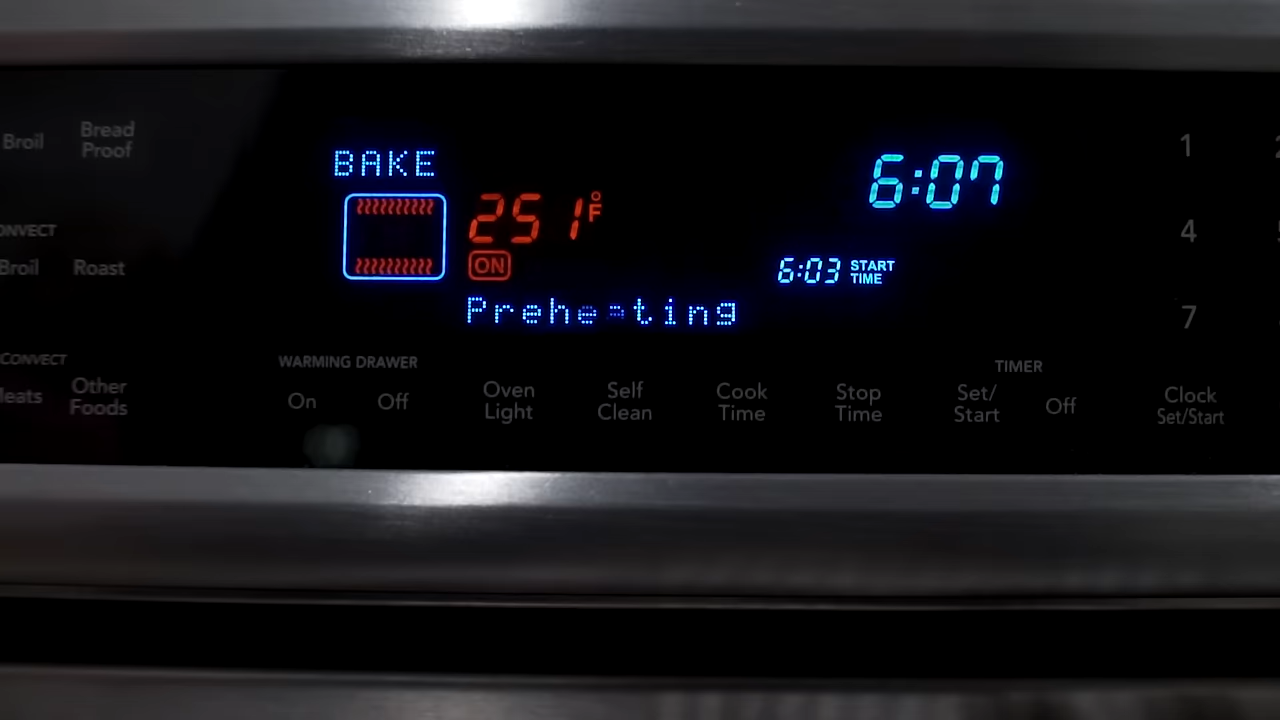 Broil
Bread
Proof
BAKE
6:07
1
251°F
ON
4
Broil
Roast
6:03 START
TIME
Preheating
7
WARMING DRAWER
On
Off
Other
Foods
Oven
Light
Self
Clean
Cook
Time
Stop
Time
TIMER
Set/
Start
Off
Clock
Set/Start